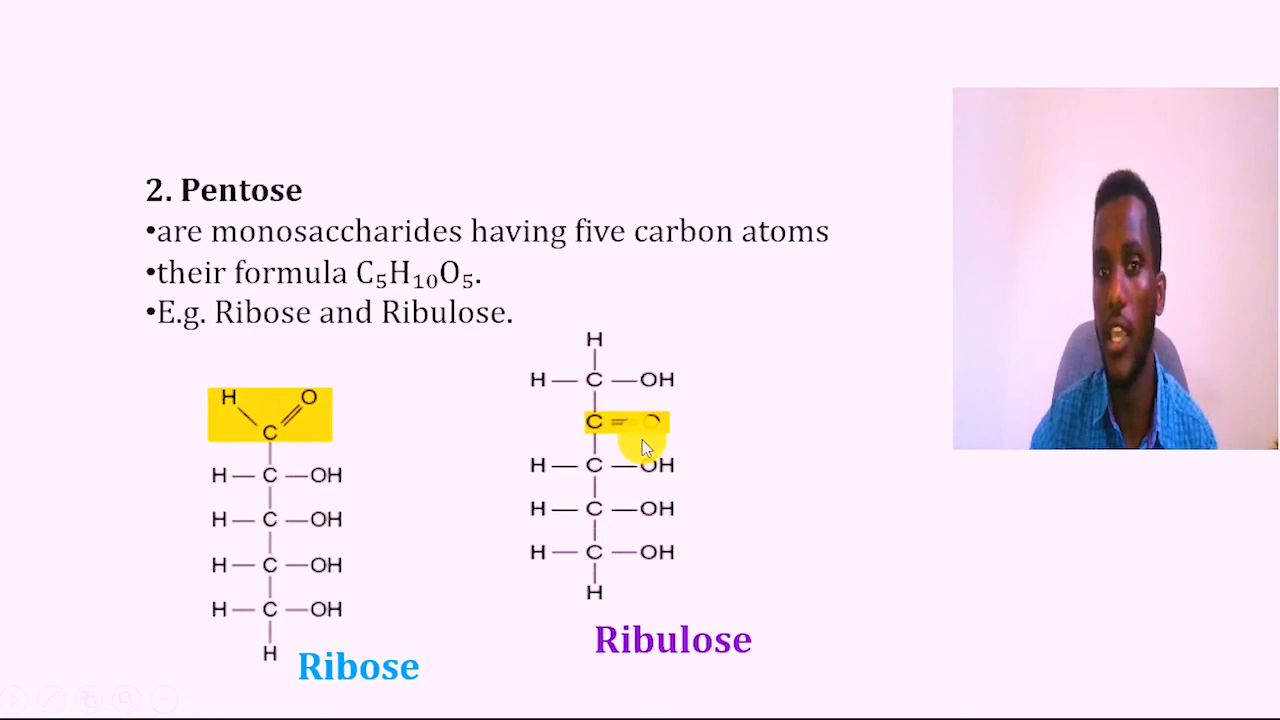 2. Pentose
•are monosaccharides having five carbon atoms
•their formula C₅H₁₀O₅.
•E.g. Ribose and Ribulose.
H O
C
H — C — OH
H — C — OH
H — C — OH
H — C — OH
H
Ribose
H
H — C — OH
C = O
H — C — OH
H — C — OH
H — C — OH
H
Ribulose